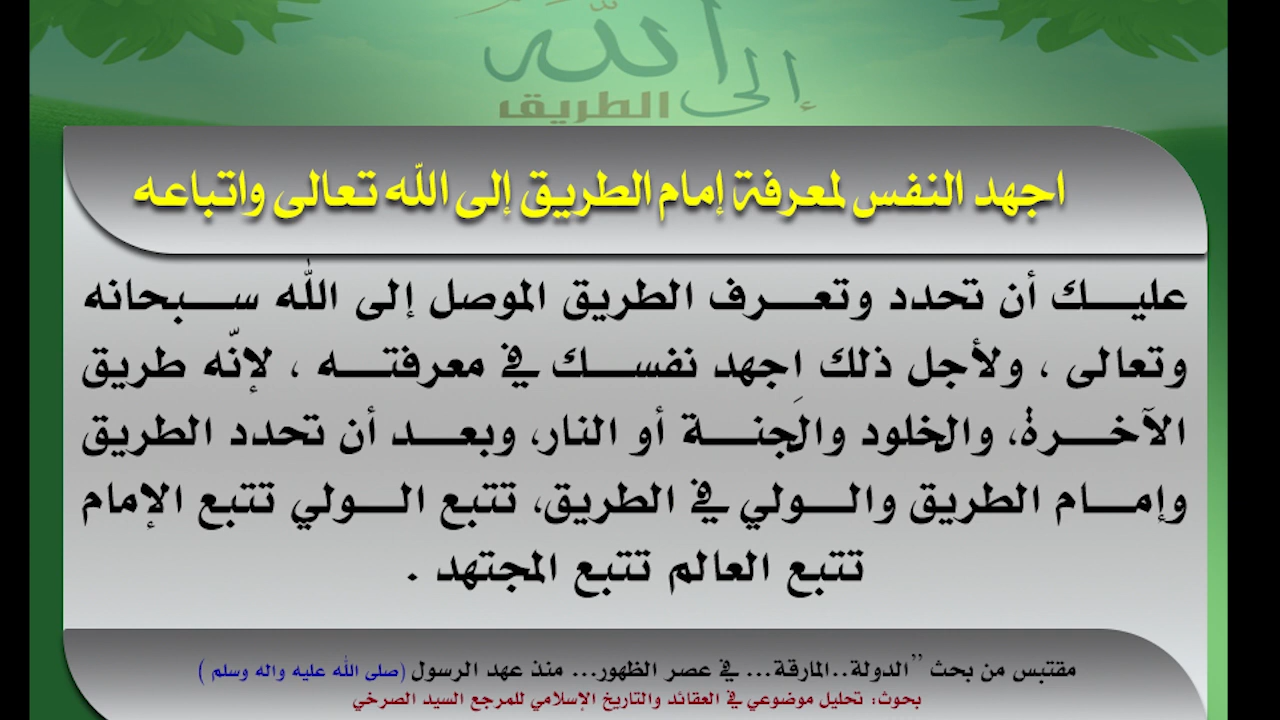 إلى الله
الطريق
اجهد النفس لمعرفة إمام الطريق إلى الله تعالى واتباعه
عليك أن تحدد وتعرف الطريق الموصل إلى الله سبحانه
وتعالى ، ولأجل ذلك اِجهد نفسك في معرفته ، لإنّه طريق
الآخرة، والخلود والجنة أو النار، وبعد أن تحدد الطريق
وإمام الطريق والولي في الطريق، تتبع الولي تتبع الإمام
تتبع العالم تتبع المجتهد .
مقتبس من بحث "الدولة..المارقة... في عصر الظهور... منذ عهد الرسول (صلى الله عليه واله وسلم )
بحوث: تحليل موضوعي في العقائد والتاريخ الإسلامي للمرجع السيد الصرخي